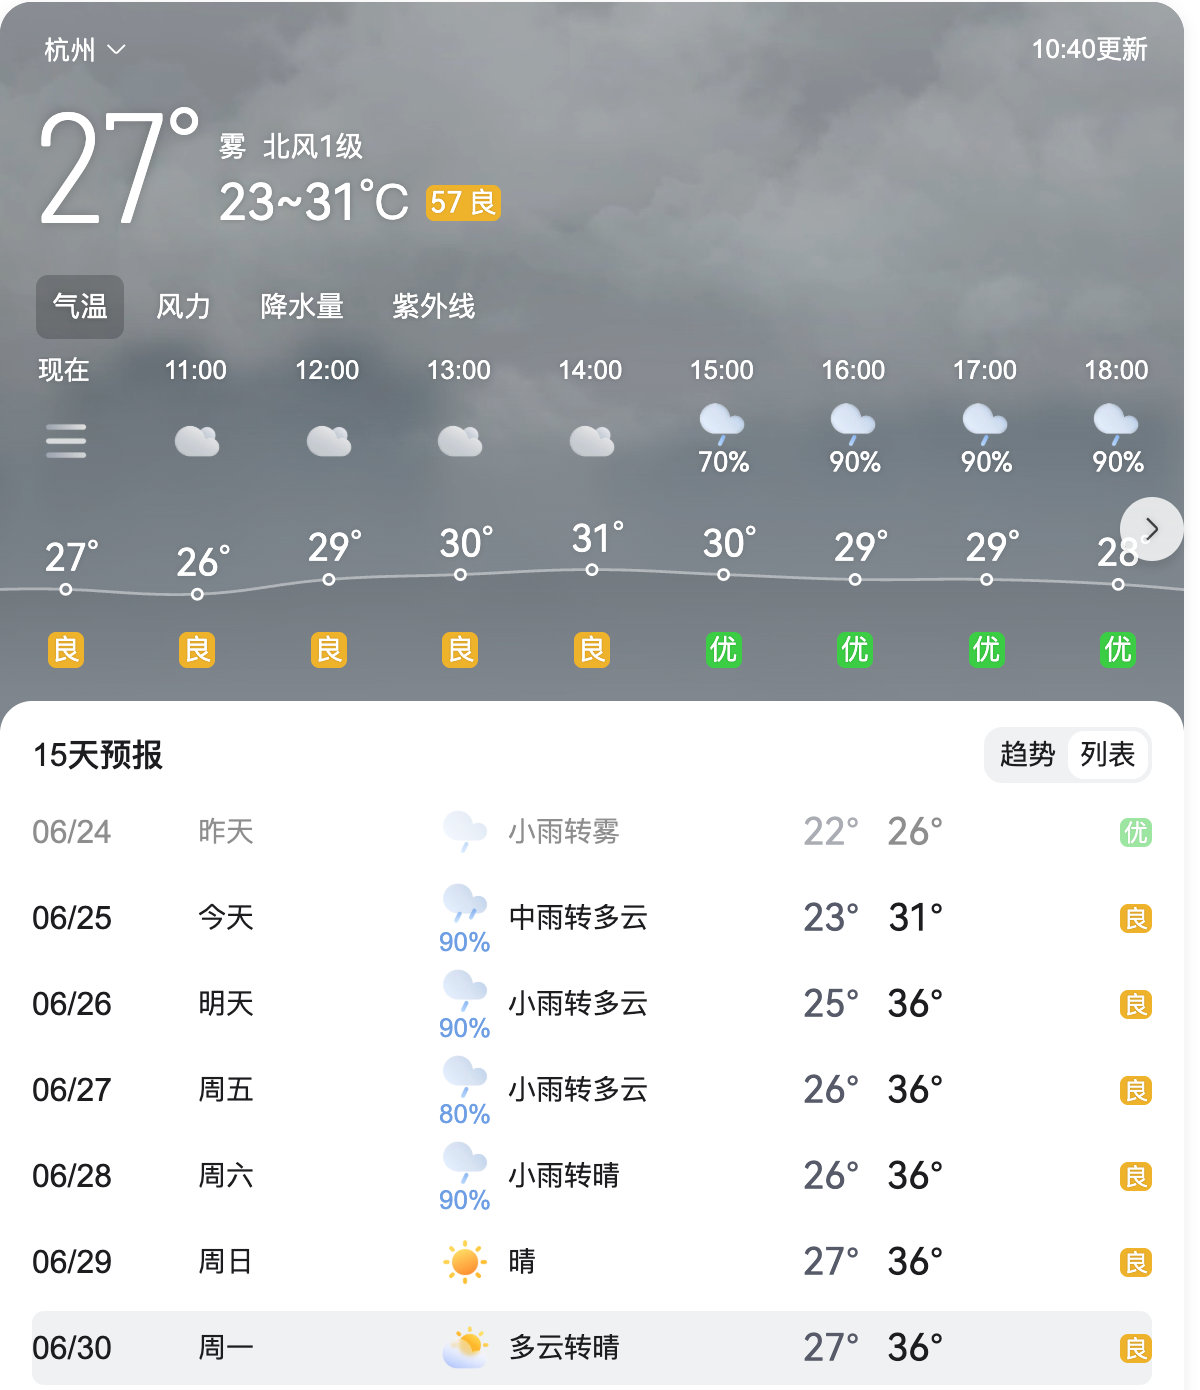 杭州 10:40更新
27° 雾 北风1级
23~31°C 57 良
气温 风力 降水量 紫外线
现在 11:00 12:00 13:00 14:00 15:00 16:00 17:00 18:00
70% 90% 90% 90%
27° 26° 29° 30° 31° 30° 29° 29° 28°
良 良 良 良 良 优 优 优 优
15天预报 趋势 列表
06/24 昨天 小雨转雾 22° 26° 优
06/25 今天 90% 中雨转多云 23° 31° 良
06/26 明天 90% 小雨转多云 25° 36° 良
06/27 周五 80% 小雨转多云 26° 36° 良
06/28 周六 90% 小雨转晴 26° 36° 良
06/29 周日 晴 27° 36° 良
06/30 周一 多云转晴 27° 36° 良